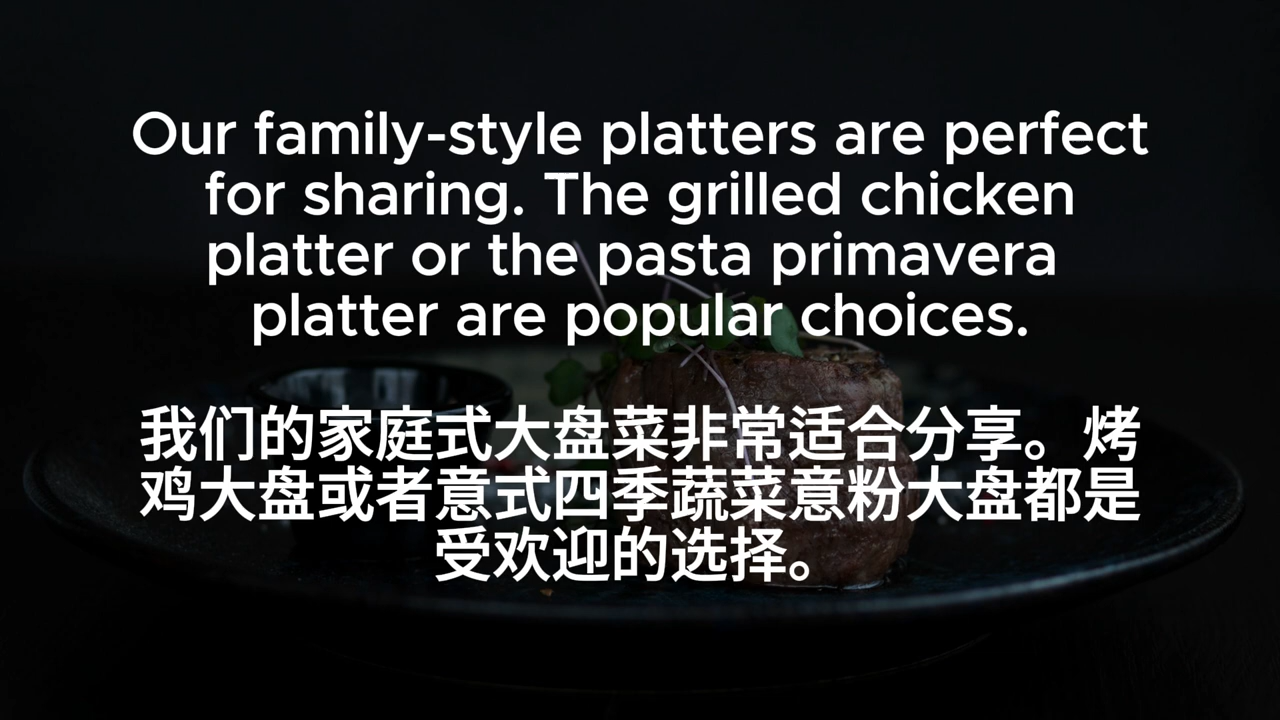 Our family-style platters are perfect
for sharing. The grilled chicken
platter or the pasta primavera
platter are popular choices.
我们的家庭式大盘菜非常适合分享。烤
鸡大盘或者意式四季蔬菜意粉大盘都是
受欢迎的选择。